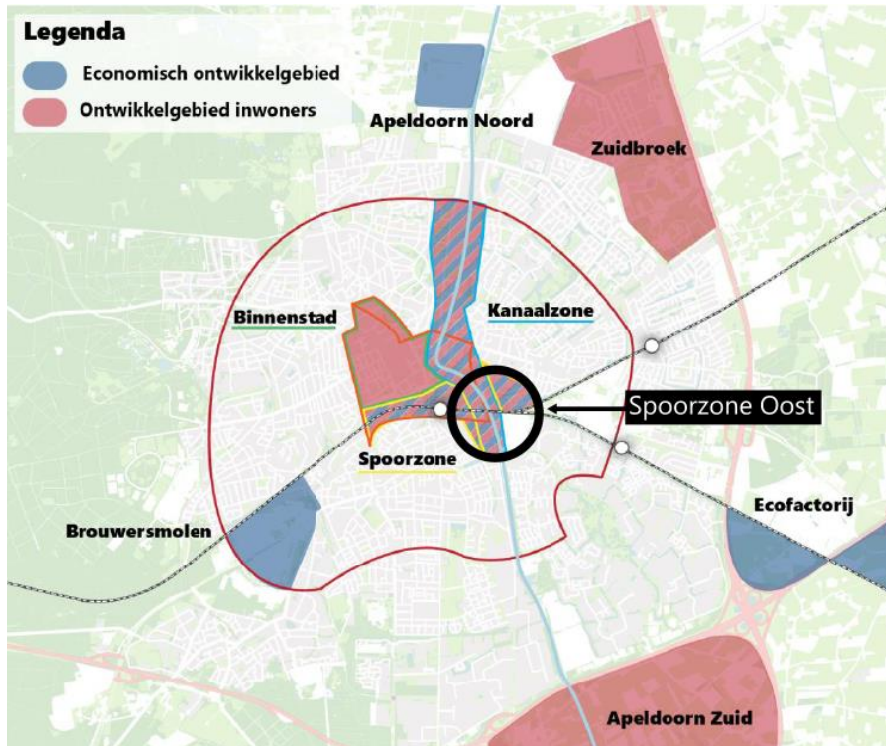 Legenda
Economisch ontwikkelgebied
Ontwikkelgebied inwoners
Apeldoorn Noord
Zuidbroek
Binnenstad
Kanaalzone
Spoorzone Oost
Spoorzone
Ecofactorij
Brouwersmolen
Apeldoorn Zuid